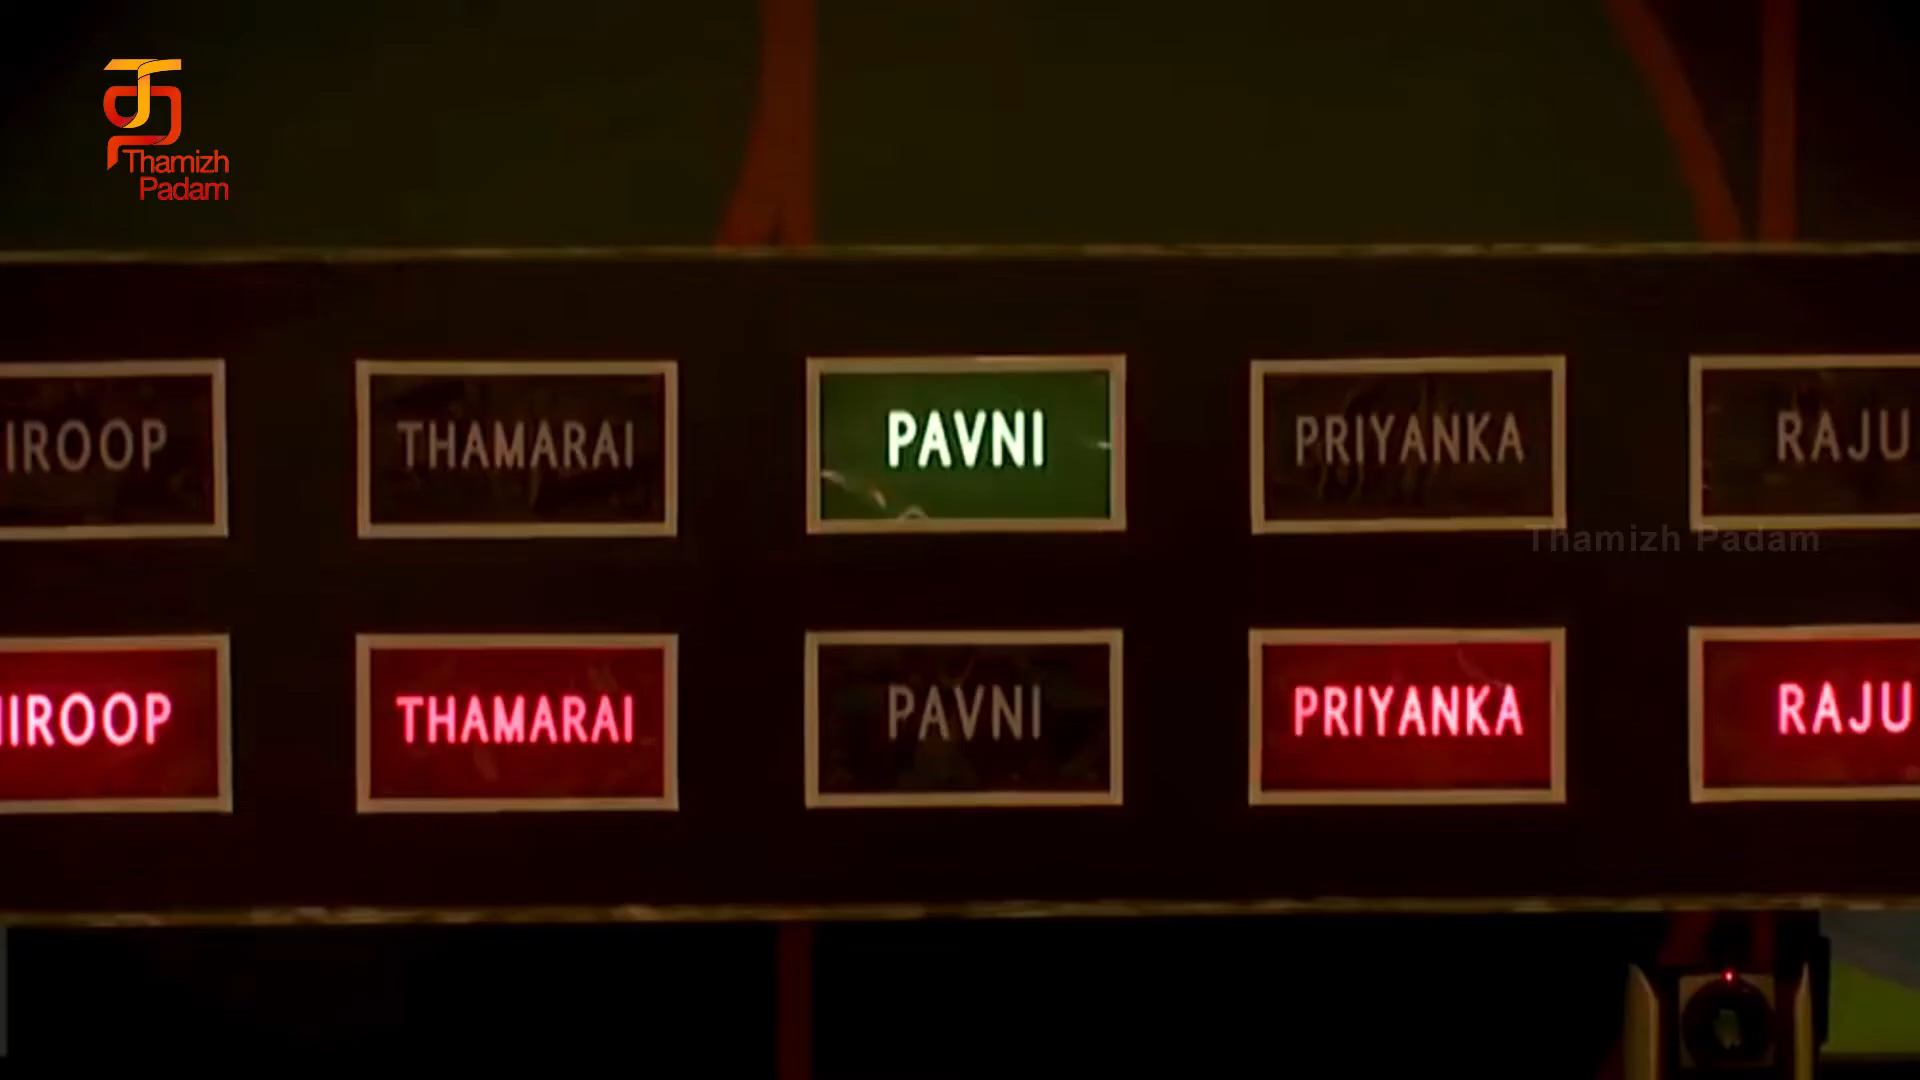 Thamizh
Padam
IROOP THAMARAI PAVNI PRIYANKA RAJU
Thamizh Padam
IROOP THAMARAI PAVNI PRIYANKA RAJU